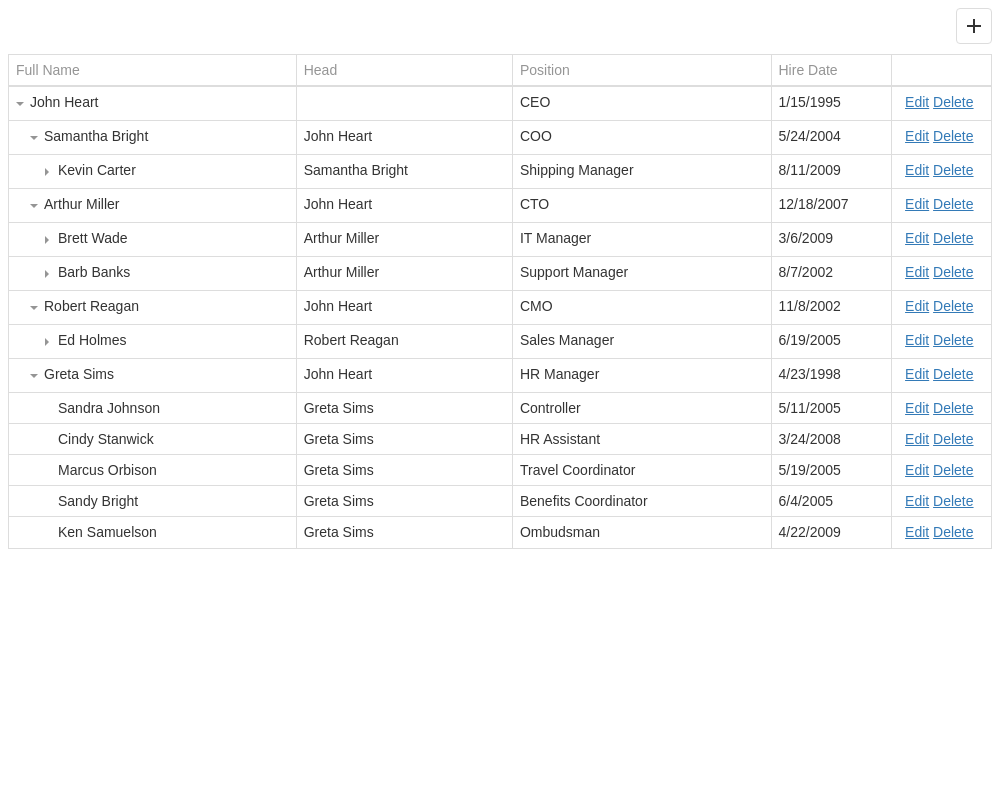 Full Name Head Position Hire Date
John Heart CEO 1/15/1995 Edit Delete
Samantha Bright John Heart COO 5/24/2004 Edit Delete
Kevin Carter Samantha Bright Shipping Manager 8/11/2009 Edit Delete
Arthur Miller John Heart CTO 12/18/2007 Edit Delete
Brett Wade Arthur Miller IT Manager 3/6/2009 Edit Delete
Barb Banks Arthur Miller Support Manager 8/7/2002 Edit Delete
Robert Reagan John Heart CMO 11/8/2002 Edit Delete
Ed Holmes Robert Reagan Sales Manager 6/19/2005 Edit Delete
Greta Sims John Heart HR Manager 4/23/1998 Edit Delete
Sandra Johnson Greta Sims Controller 5/11/2005 Edit Delete
Cindy Stanwick Greta Sims HR Assistant 3/24/2008 Edit Delete
Marcus Orbison Greta Sims Travel Coordinator 5/19/2005 Edit Delete
Sandy Bright Greta Sims Benefits Coordinator 6/4/2005 Edit Delete
Ken Samuelson Greta Sims Ombudsman 4/22/2009 Edit Delete